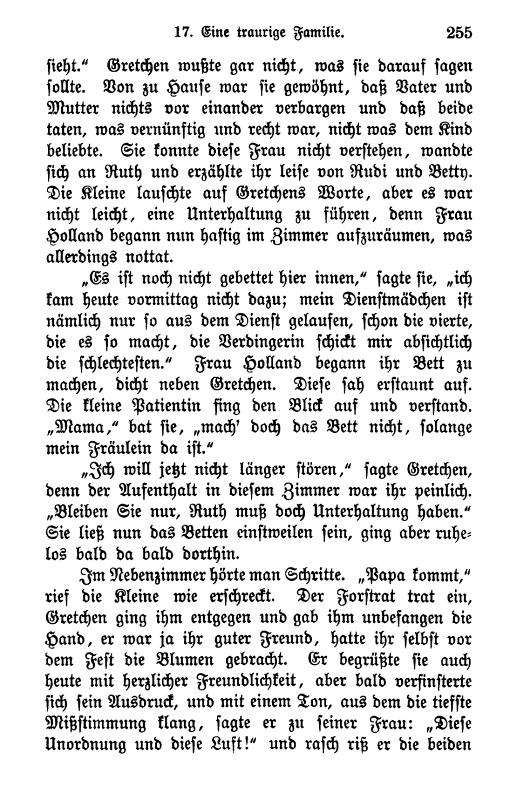 17. Eine traurige Familie. 255
sieht.“ Gretchen wußte gar nicht, was sie darauf sagen
sollte. Von zu Hause war sie gewöhnt, daß Vater und
Mutter nichts vor einander verbargen und daß beide
taten, was vernünftig und recht war, nicht was dem Kind
beliebte. Sie konnte diese Frau nicht verstehen, wandte
sich an Ruth und erzählte ihr leise von Rudi und Betty.
Die Kleine lauschte auf Gretchens Worte, aber es war
nicht leicht, eine Unterhaltung zu führen, denn Frau
Holland begann nun hastig im Zimmer aufzuräumen, was
allerdings nottat.
„Es ist noch nicht gebettet hier innen,“ sagte sie, „ich
kam heute vormittag nicht dazu; mein Dienstmädchen ist
nämlich nur so aus dem Dienst gelaufen, schon die vierte,
die es so macht, die Verdingerin schickt mir absichtlich
die schlechtesten.“ Frau Holland begann ihr Bett zu
machen, dicht neben Gretchen. Diese sah erstaunt auf.
Die kleine Patientin fing den Blick auf und verstand.
„Mama,“ bat sie, „mach’ doch das Bett nicht, solange
mein Fräulein da ist.“
„Ich will jetzt nicht länger stören,“ sagte Gretchen,
denn der Aufenthalt in diesem Zimmer war ihr peinlich.
„Bleiben Sie nur, Ruth muß doch Unterhaltung haben.“
Sie ließ nun das Betten einstweilen sein, ging aber ruhe-
los bald da bald dorthin.
Im Nebenzimmer hörte man Schritte. „Papa kommt,“
rief die Kleine wie erschreckt. Der Forstrat trat ein,
Gretchen ging ihm entgegen und gab ihm unbefangen die
Hand, er war ja ihr guter Freund, hatte ihr selbst vor
dem Fest die Blumen gebracht. Er begrüßte sie auch
heute mit herzlicher Freundlichkeit, aber bald verfinsterte
sich sein Ausdruck, und mit einem Ton, aus dem die tiefste
Mißstimmung klang, sagte er zu seiner Frau: „Diese
Unordnung und diese Luft!“ und rasch riß er die beiden